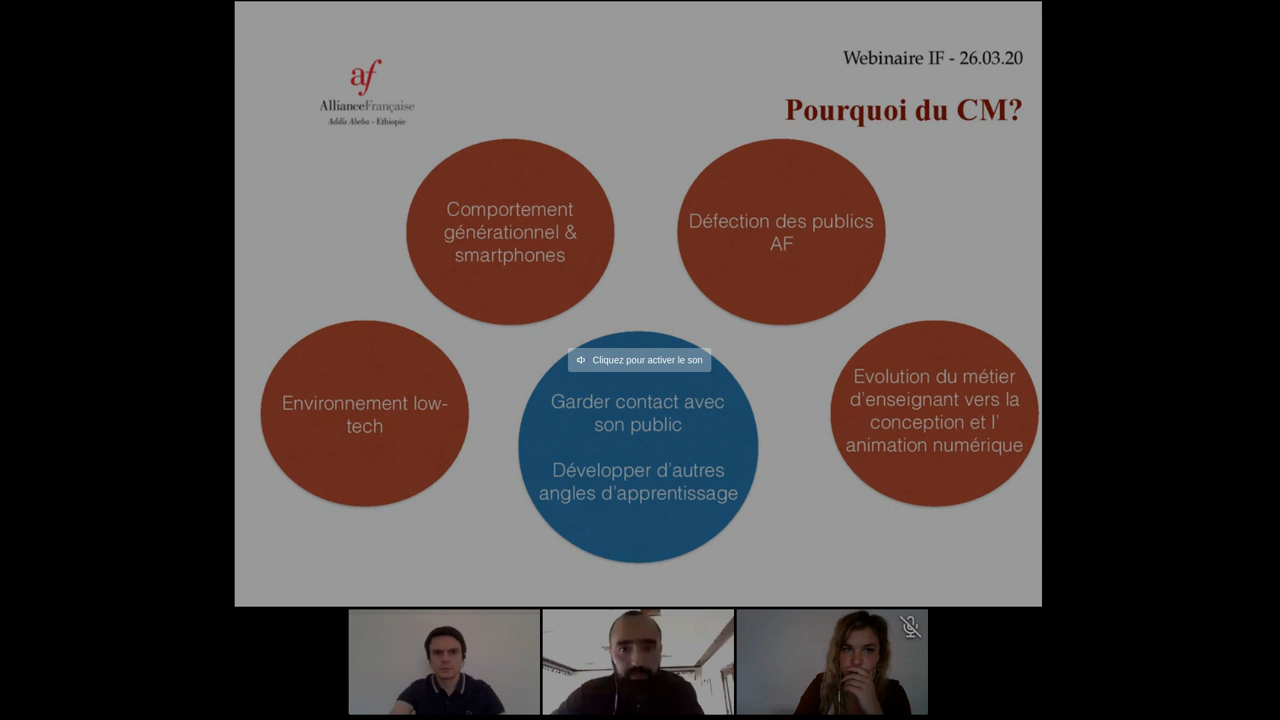 Webinaire IF - 26.03.20
af
AllianceFrançaise
Addis Abeba - Ethiopie
Pourquoi du CM?
Comportement
générationnel &
smartphones
Défection des publics
AF
Environnement low-
tech
Cliquez pour activer le son
Garder contact avec
son public
Développer d'autres
angles d'apprentissage
Evolution du métier
d'enseignant vers la
conception et l'
animation numérique